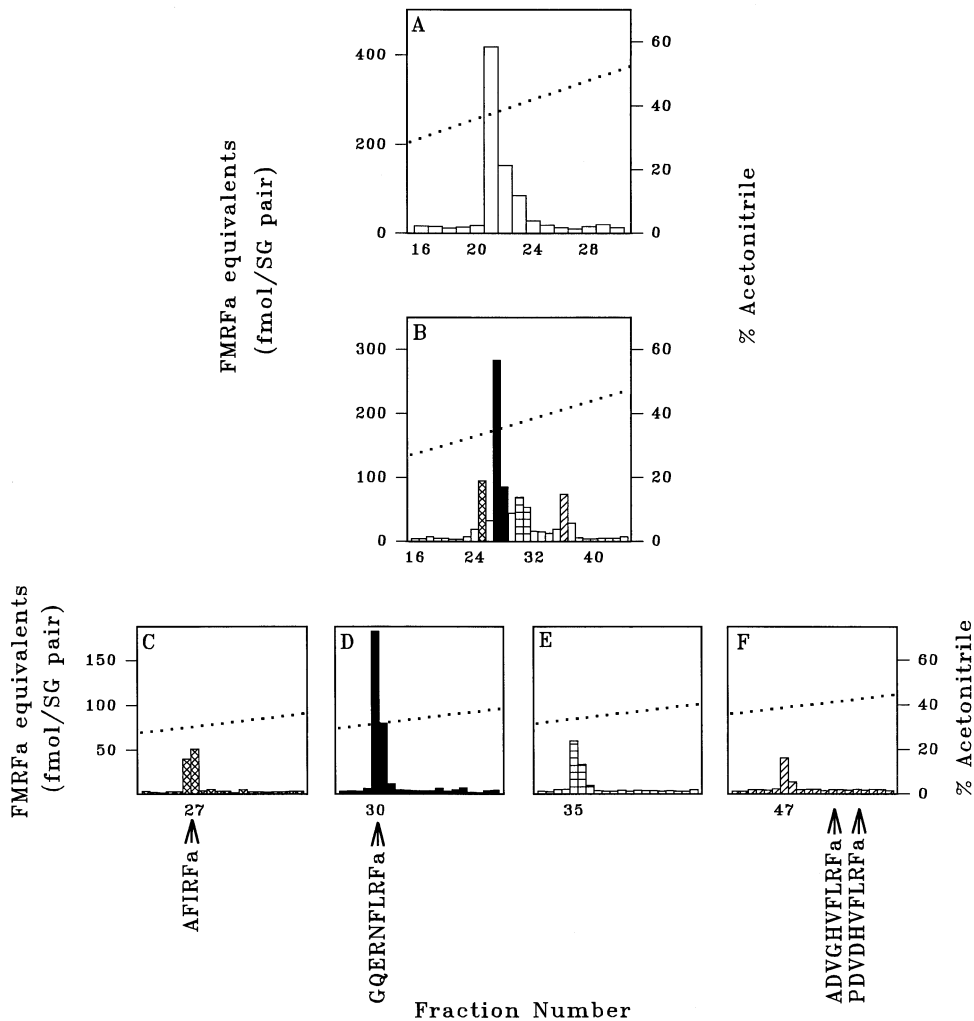 A
400
200
0
60
40
20
0
16 20 24 28
FMRFa equivalents
(fmol/SG pair)
% Acetonitrile
B
300
200
100
0
60
40
20
0
16 24 32 40
FMRFa equivalents
(fmol/SG pair)
150
100
50
C
27
D
30
E
35
F
47
60
40
20
0
% Acetonitrile
AFIRFa
GQERNFLRFa
ADVGHVFLRFa
PDVDHVFLRFa
Fraction Number